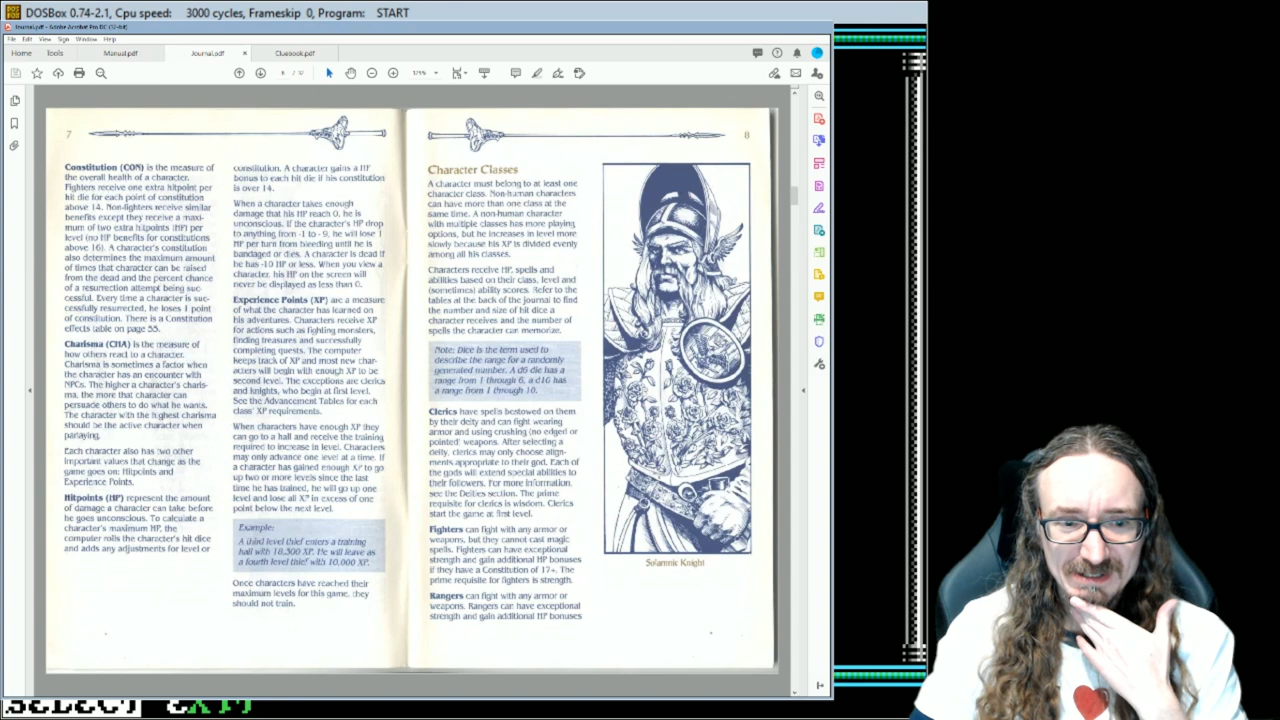 DOSBox 0.74-2.1, Cpu speed: 3000 cycles, Frameskip 0, Program: START
Journal.pdf - Adobe Acrobat Pro DC (32-bit)
File Edit View Sign Window Help
Home Tools Manual.pdf Journal.pdf × Cluebook.pdf
7
Constitution (CON) is the measure of
the overall health of a character.
Fighters receive one extra hitpoint per
hit die for each point of constitution
above 14. Non-fighters receive similar
benefits except they receive a maxi-
mum of two extra hitpoints (HP) per
level (no HP benefits for constitutions
above 16). A character's constitution
also determines the maximum amount
of times that character can be raised
from the dead and the percent chance
of a resurrection attempt being suc-
cessful. Every time a character is suc-
cessfully resurrected, he loses 1 point
of constitution. There is a Constitution
effects table on page 55.
Charisma (CHA) is the measure of
how others react to a character.
Charisma is sometimes a factor when
the character has an encounter with
NPCs. The higher a character's charis-
ma, the more that character can
persuade others to do what he wants.
The character with the highest charisma
should be the active character when
parlaying.
Each character also has two other
important values that change as the
game goes on: Hitpoints and
Experience Points.
Hitpoints (HP) represent the amount
of damage a character can take before
he goes unconscious. To calculate a
character's maximum HP, the
computer rolls the character's hit dice
and adds any adjustments for level or
constitution. A character gains a HP
bonus to each hit die if his constitution
is over 14.
When a character takes enough
damage that his HP reach 0, he is
unconscious. If the character's HP drop
to anything from -1 to -9, he will lose 1
HP per turn from bleeding until he is
bandaged or dies. A character is dead if
he has -10 HP or less. When you view a
character, his HP on the screen will
never be displayed as less than 0.
Experience Points (XP) are a measure
of what the character has learned on
his adventures. Characters receive XP
for actions such as fighting monsters,
finding treasures and successfully
completing quests. The computer
keeps track of XP and most new char-
acters will begin with enough XP to be
second level. The exceptions are clerics
and knights, who begin at first level.
See the Advancement Tables for each
class' XP requirements.
When characters have enough XP they
can go to a hall and receive the training
required to increase in level. Characters
may only advance one level at a time. If
a character has gained enough XP to go
up two or more levels since the last
time he has trained, he will go up one
level and lose all XP in excess of one
point below the next level.
Example:
A third level thief enters a training
hall with 18,500 XP. He will leave as
a fourth level thief with 10,000 XP.
Once characters have reached their
maximum levels for this game, they
should not train.
8
Character Classes
A character must belong to at least one
character class. Non-human characters
can have more than one class at the
same time. A non-human character
with multiple classes has more playing
options, but he increases in level more
slowly because his XP is divided evenly
among all his classes.
Characters receive HP, spells and
abilities based on their class, level and
(sometimes) ability scores. Refer to the
tables at the back of the journal to find
the number and size of hit dice a
character receives and the number of
spells the character can memorize.
Note: Dice is the term used to
describe the range for a randomly
generated number. A d6 die has a
range from 1 through 6, a d10 has
a range from 1 through 10.
Clerics have spells bestowed on them
by their deity and can fight wearing
armor and using crushing (no edged or
pointed) weapons. After selecting a
deity, clerics may only choose align-
ments appropriate to their god. Each of
the gods will extend special abilities to
their followers. For more information,
see the Deities section. The prime
requisite for clerics is wisdom. Clerics
start the game at first level.
Fighters can fight with any armor or
weapons, but they cannot cast magic
spells. Fighters can have exceptional
strength and gain additional HP bonuses
if they have a Constitution of 17+. The
prime requisite for fighters is strength.
Rangers can fight with any armor or
weapons. Rangers can have exceptional
strength and gain additional HP bonuses
Solamnic Knight